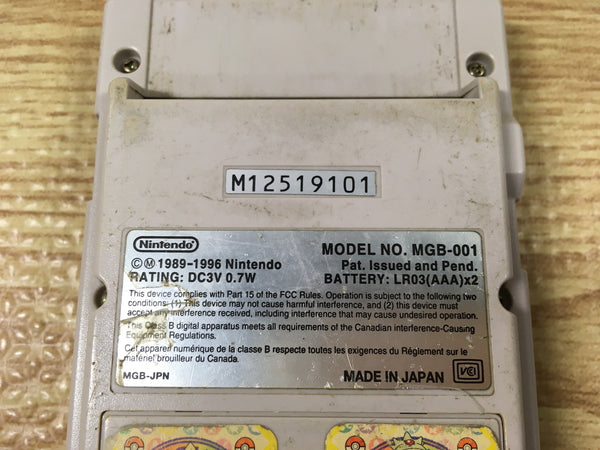 M12519101
Nintendo
©Ⓜ 1989-1996 Nintendo
RATING: DC3V 0.7W
MODEL NO. MGB-001
Pat. Issued and Pend.
BATTERY: LR03(AAA)x2
This device complies with Part 15 of the FCC Rules. Operation is subject to the following two
conditions: (1) This device may not cause harmful interference, and (2) this device must
accept any interference received, including interference that may cause undesired operation.
This Class B digital apparatus meets all requirements of the Canadian Interference-Causing
Equipment Regulations.
Cet appareil numérique de la classe B respecte toutes les exigences du Réglement sur le
matériel brouilleur du Canada.
MGB-JPN
MADE IN JAPAN